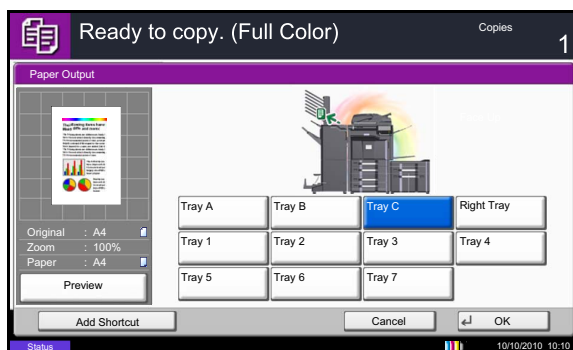 Ready to copy. (Full Color)
Copies
1
Paper Output
Original : A4
Zoom : 100%
Paper : A4
Preview
Tray A
Tray B
Tray C
Right Tray
Tray 1
Tray 2
Tray 3
Tray 4
Tray 5
Tray 6
Tray 7
Add Shortcut
Cancel
OK
Status
10/10/2010 10:10